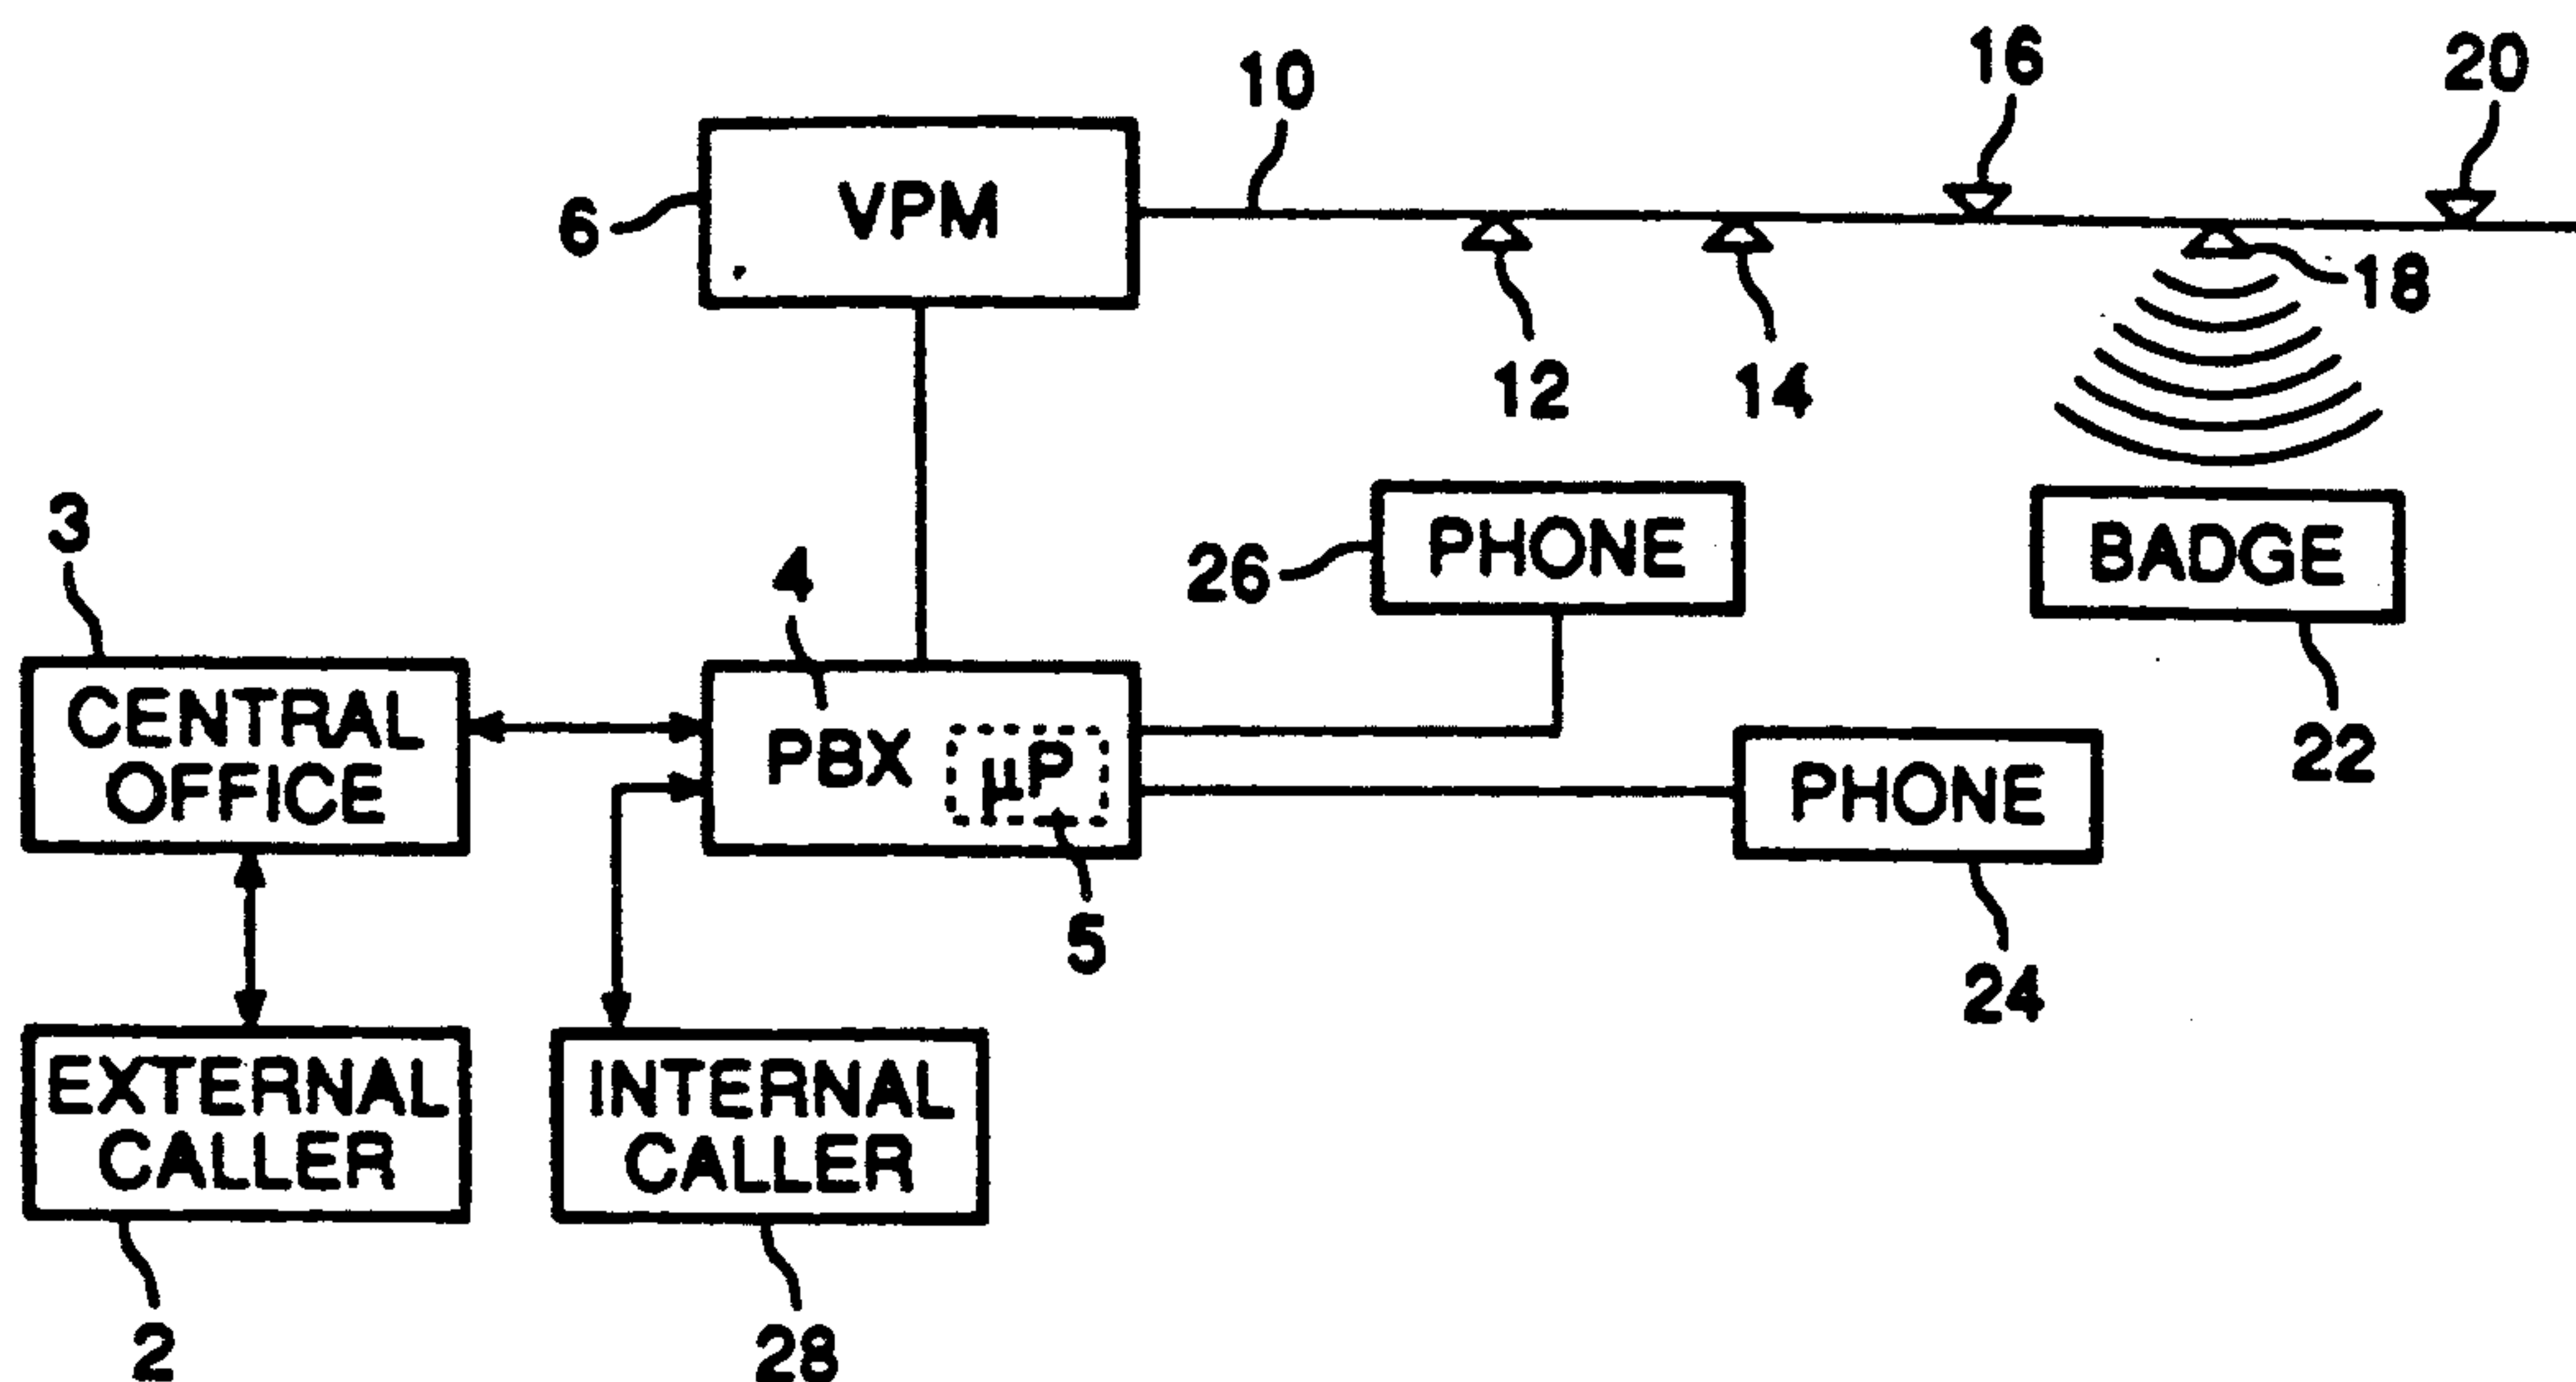 16
20
10
VPM
6
18
12
14
3
4
26
PHONE
BADGE
CENTRAL
OFFICE
PBX
µP
PHONE
22
5
24
EXTERNAL
CALLER
INTERNAL
CALLER
2
28